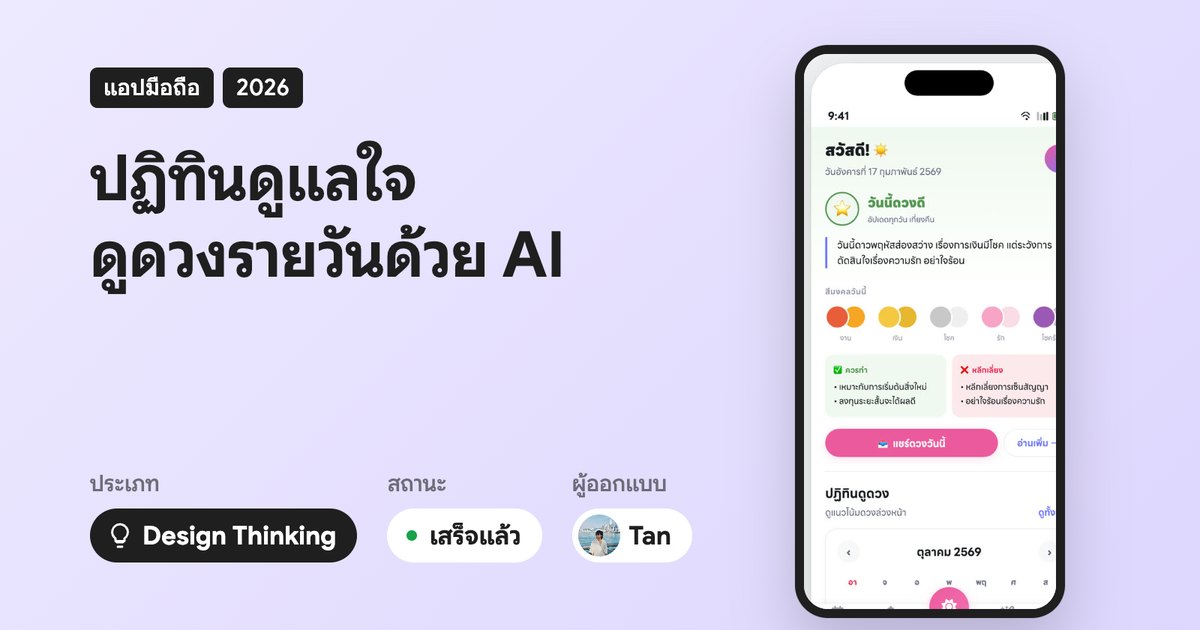 แอปมือถือ
2026
ปฏิทินดูแลใจ
ดูดวงรายวันด้วย AI
ประเภท
Design Thinking
สถานะ
เสร็จแล้ว
ผู้ออกแบบ
Tan
9:41
สวัสดี!
วันอังคารที่ 17 กุมภาพันธ์ 2569
วันนี้ดวงดี
อัปเดตทุกวัน เที่ยงคืน
วันนี้ดาวพฤหัสส่องสว่าง เรื่องการเงินมีโชค แต่ระวังการ
ตัดสินใจเรื่องความรัก อย่าใจร้อน
สีมงคลวันนี้
งาน
เงิน
โชค
รัก
ควรทำ
• เหมาะกับการเริ่มต้นสิ่งใหม่
• ลงทุนระยะสั้นจะได้ผลดี
หลีกเลี่ยง
• หลีกเลี่ยงการเซ็นสัญญา
• อย่าใจร้อนเรื่องความรัก
แชร์ดวงวันนี้
อ่านเพิ่ม
ปฏิทินดูดวง
ดูแนวโน้มดวงล่วงหน้า
ดูทั้ง
‹ ตุลาคม 2569 ›
อา จ อ พ พฤ ศ ส